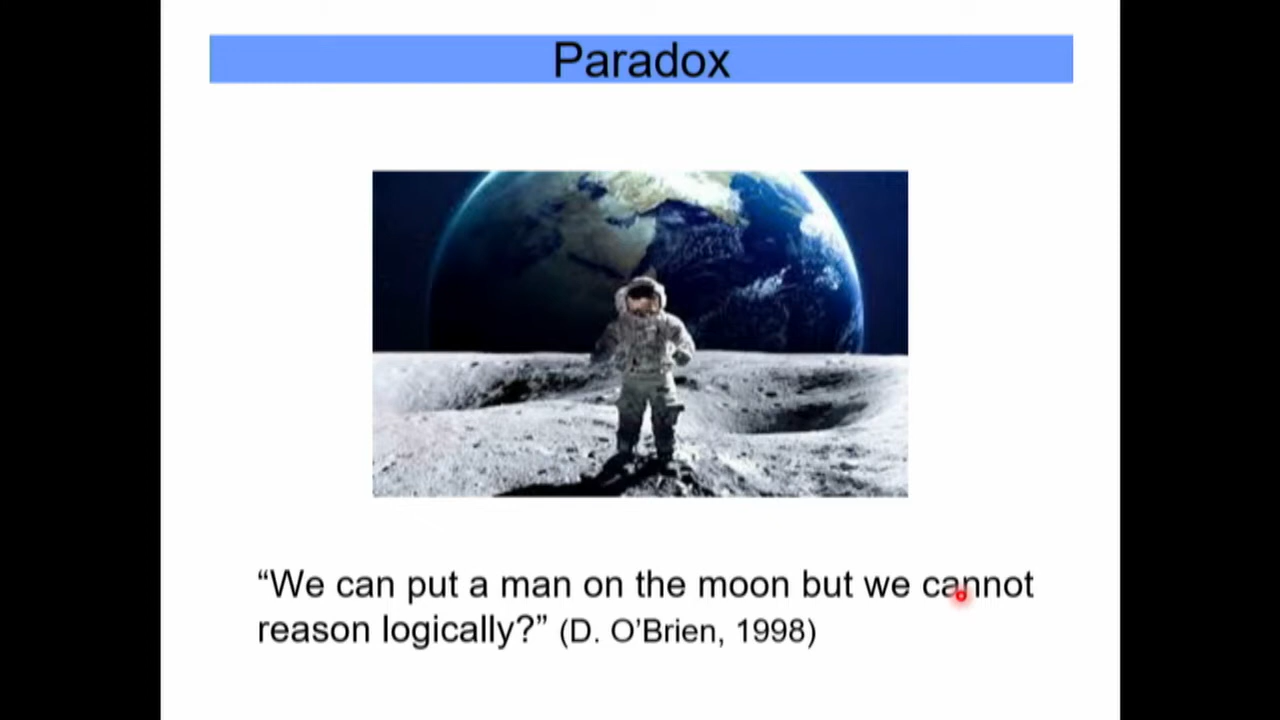 Paradox
“We can put a man on the moon but we cannot
reason logically?” (D. O’Brien, 1998)